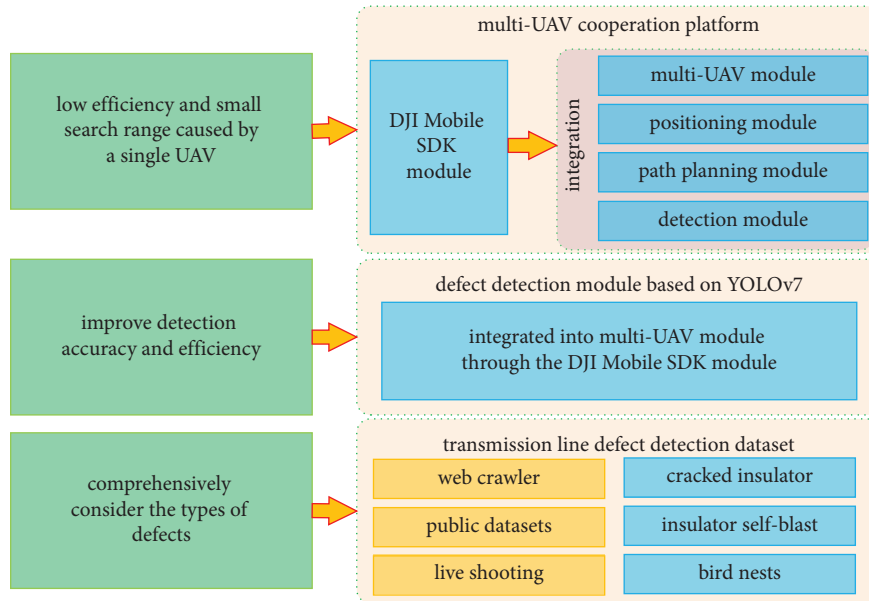 low efficiency and small
search range caused by
a single UAV
multi-UAV cooperation platform
DJI Mobile
SDK
module
integration
multi-UAV module
positioning module
path planning module
detection module
improve detection
accuracy and efficiency
defect detection module based on YOLOv7
integrated into multi-UAV module
through the DJI Mobile SDK module
comprehensively
consider the types of
defects
transmission line defect detection dataset
web crawler
public datasets
live shooting
cracked insulator
insulator self-blast
bird nests